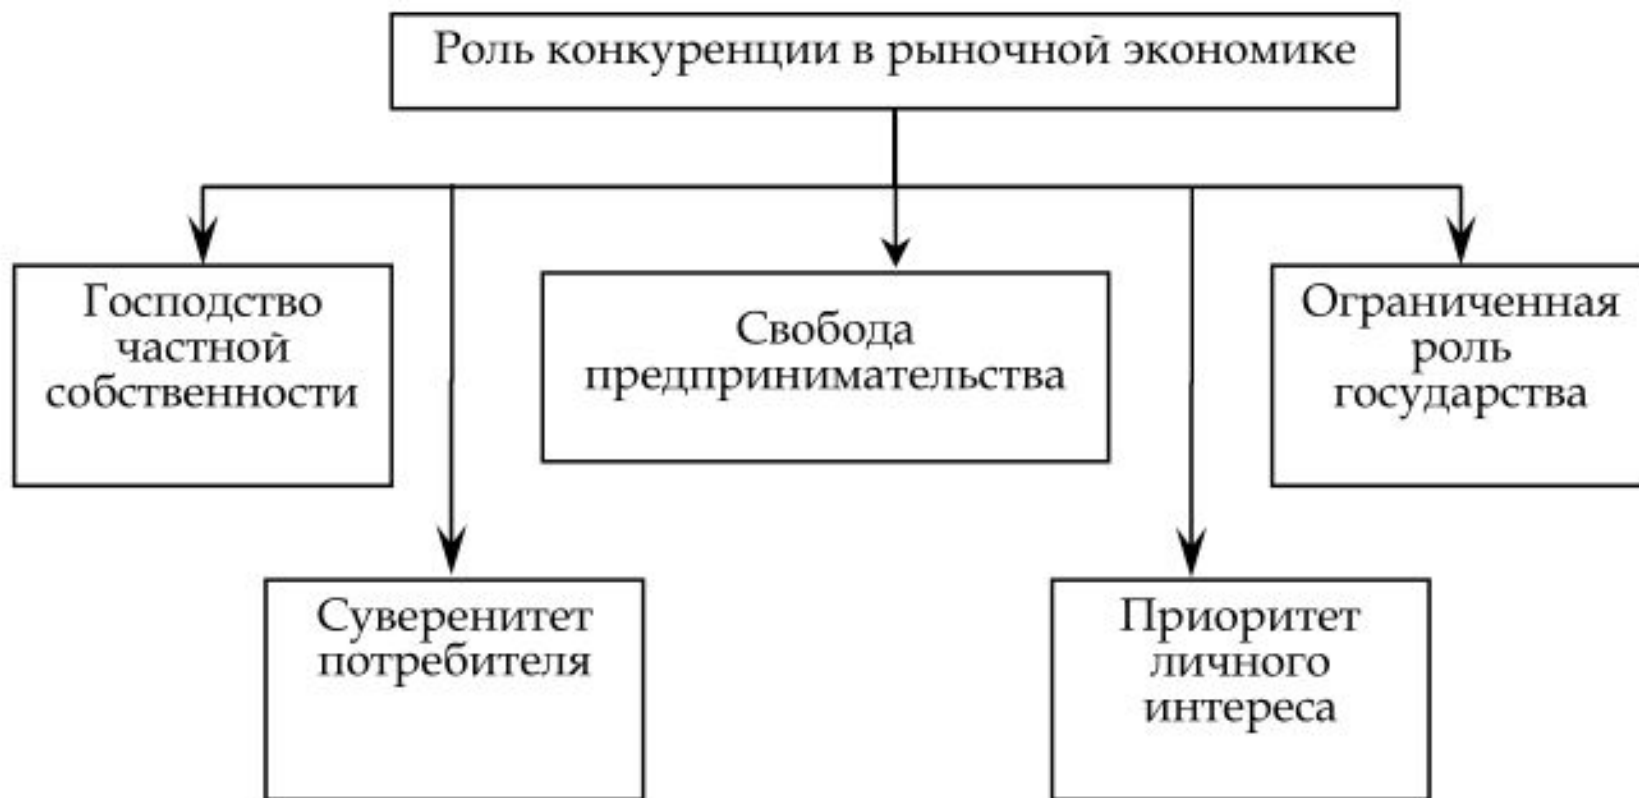 Роль конкуренции в рыночной экономике
Господство
частной
собственности
Свобода
предпринимательства
Ограниченная
роль
государства
Суверенитет
потребителя
Приоритет
личного
интереса